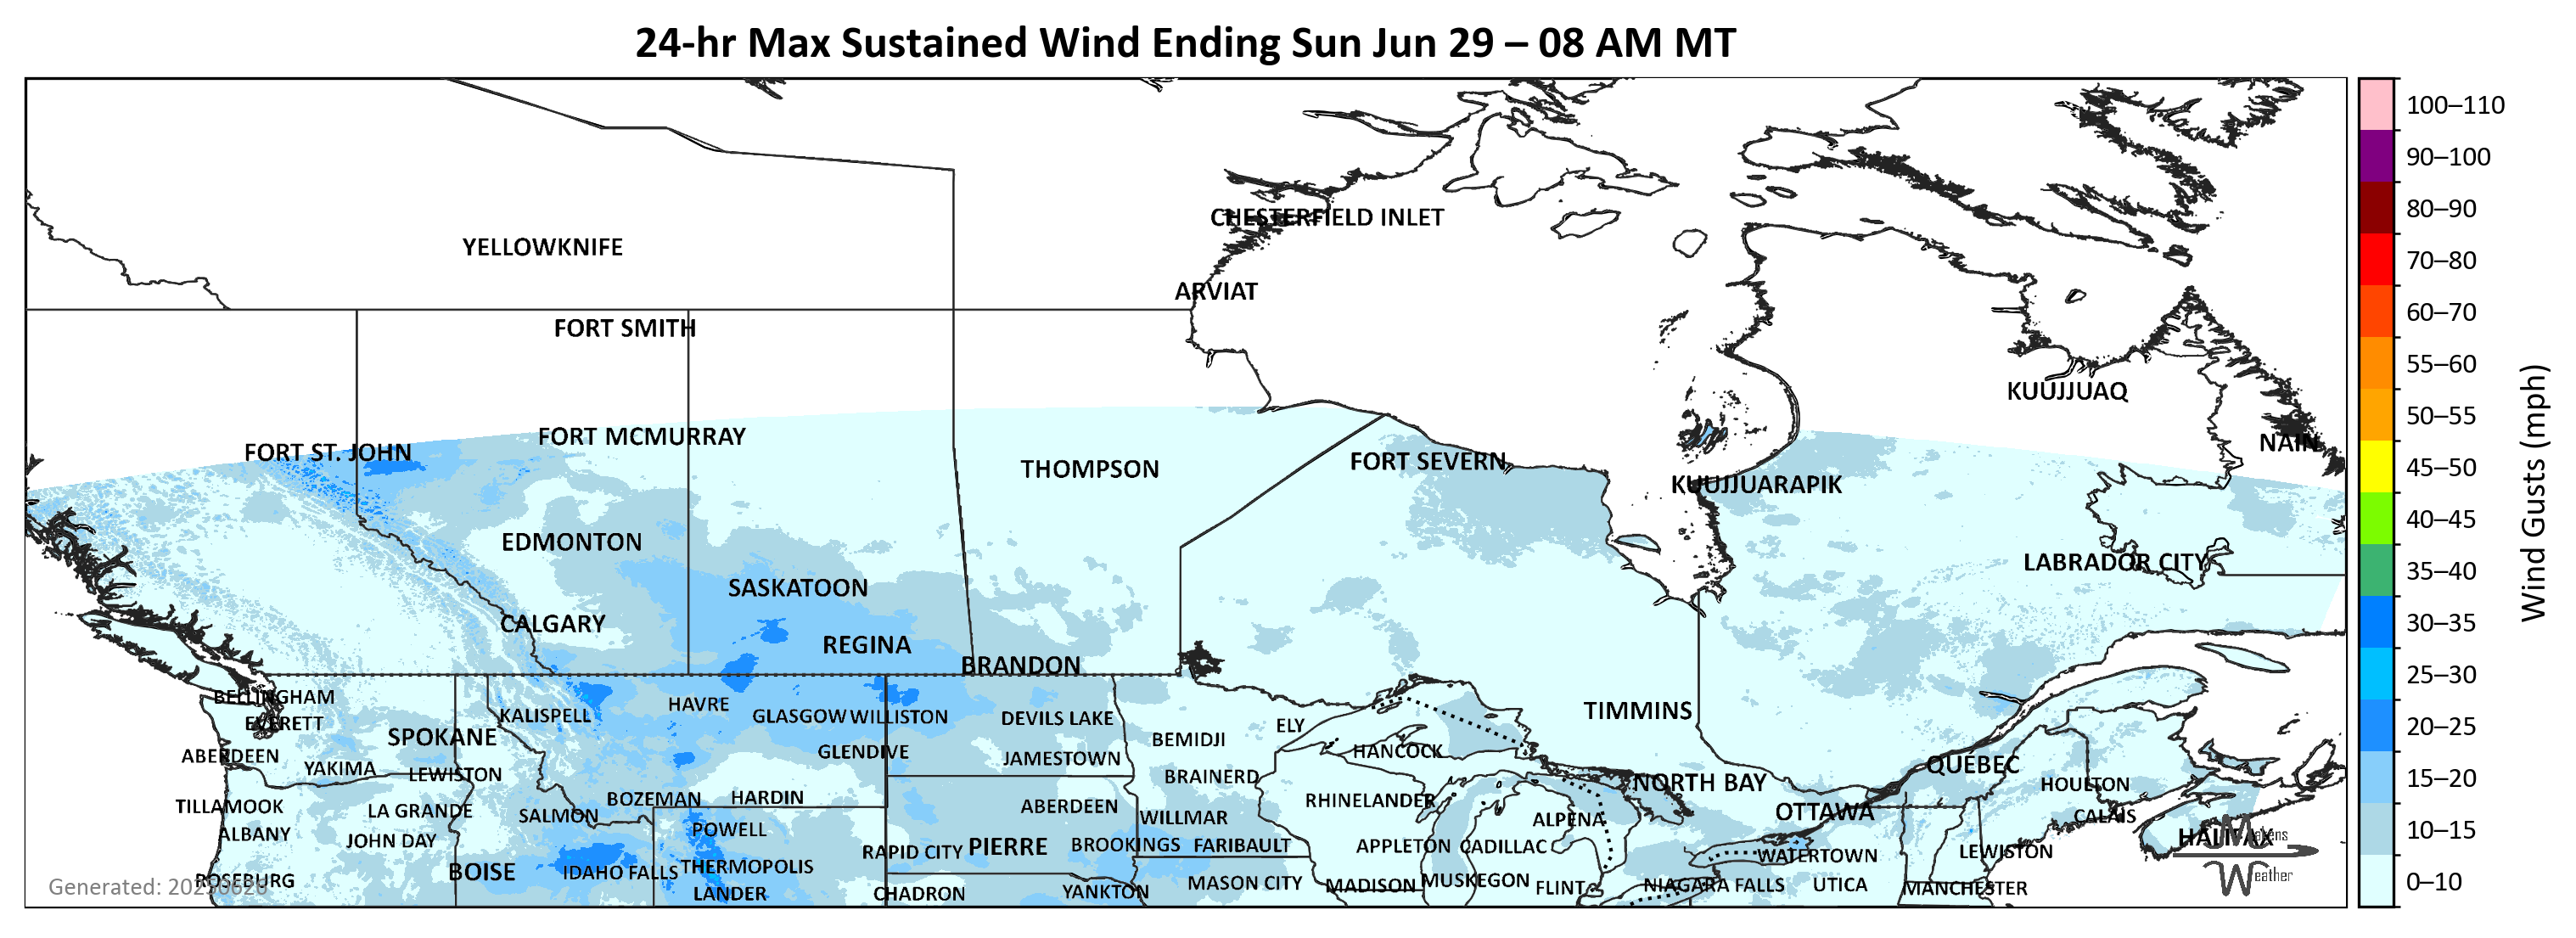 24-hr Max Sustained Wind Ending Sun Jun 29 – 08 AM MT
100–110
90–100
80–90
70–80
60–70
55–60
50–55
45–50
40–45
35–40
30–35
25–30
20–25
15–20
10–15
0–10
Wind Gusts (mph)
CHESTERFIELD INLET
YELLOWKNIFE
ARVIAT
FORT SMITH
KUUJJUAQ
FORT MCMURRAY
NAIN
FORT ST. JOHN
FORT SEVERN
THOMPSON
KUUJJUARAPIK
EDMONTON
LABRADOR CITY
SASKATOON
CALGARY
REGINA
BRANDON
BELLINGHAM
HAVRE
TIMMINS
KALISPELL
GLASGOW
WILLISTON
DEVILS LAKE
EVERETT
ELY
SPOKANE
BEMIDJI
HANCOCK
GLENDIVE
ABERDEEN
JAMESTOWN
QUEBEC
YAKIMA
LEWISTON
BRAINERD
NORTH BAY
HOULTON
BOZEMAN
HARDIN
RHINELANDER
TILLAMOOK
LA GRANDE
ABERDEEN
SALMON
WILLMAR
OTTAWA
CALAIS
ALPENA
POWELL
ALBANY
HALIFAX
Makens
JOHN DAY
PIERRE
BROOKINGS
FARIBAULT
APPLETON
CADILLAC
RAPID CITY
LEWISTON
WATERTOWN
THERMOPOLIS
BOISE
IDAHO FALLS
Weather
ROSEBURG
MUSKEGON
MASON CITY
MADISON
NIAGARA FALLS
UTICA
Generated: 20250628
FLINT
MANCHESTER
YANKTON
LANDER
CHADRON